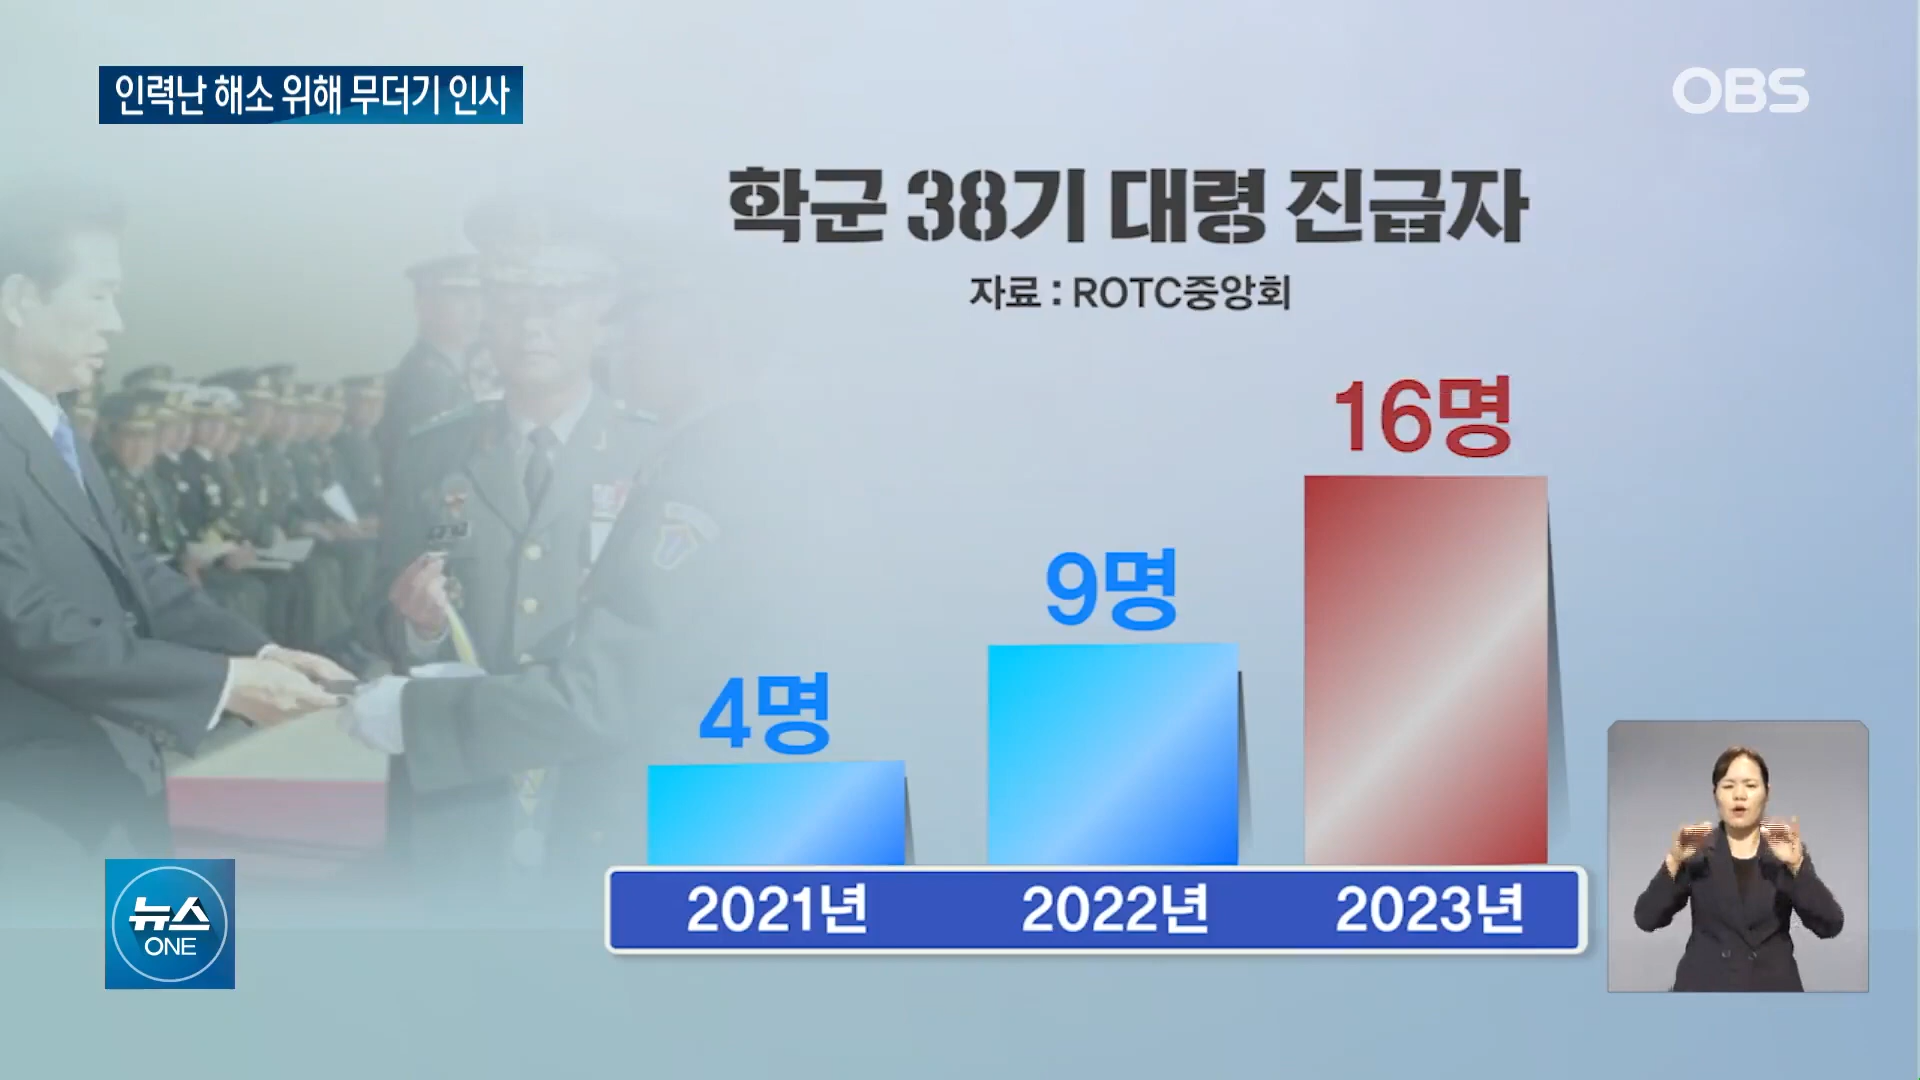 인력난 해소 위해 무더기 인사
OBS
학군 38기 대령 진급자
자료 : ROTC중앙회
4명
9명
16명
2021년
2022년
2023년
뉴스
ONE